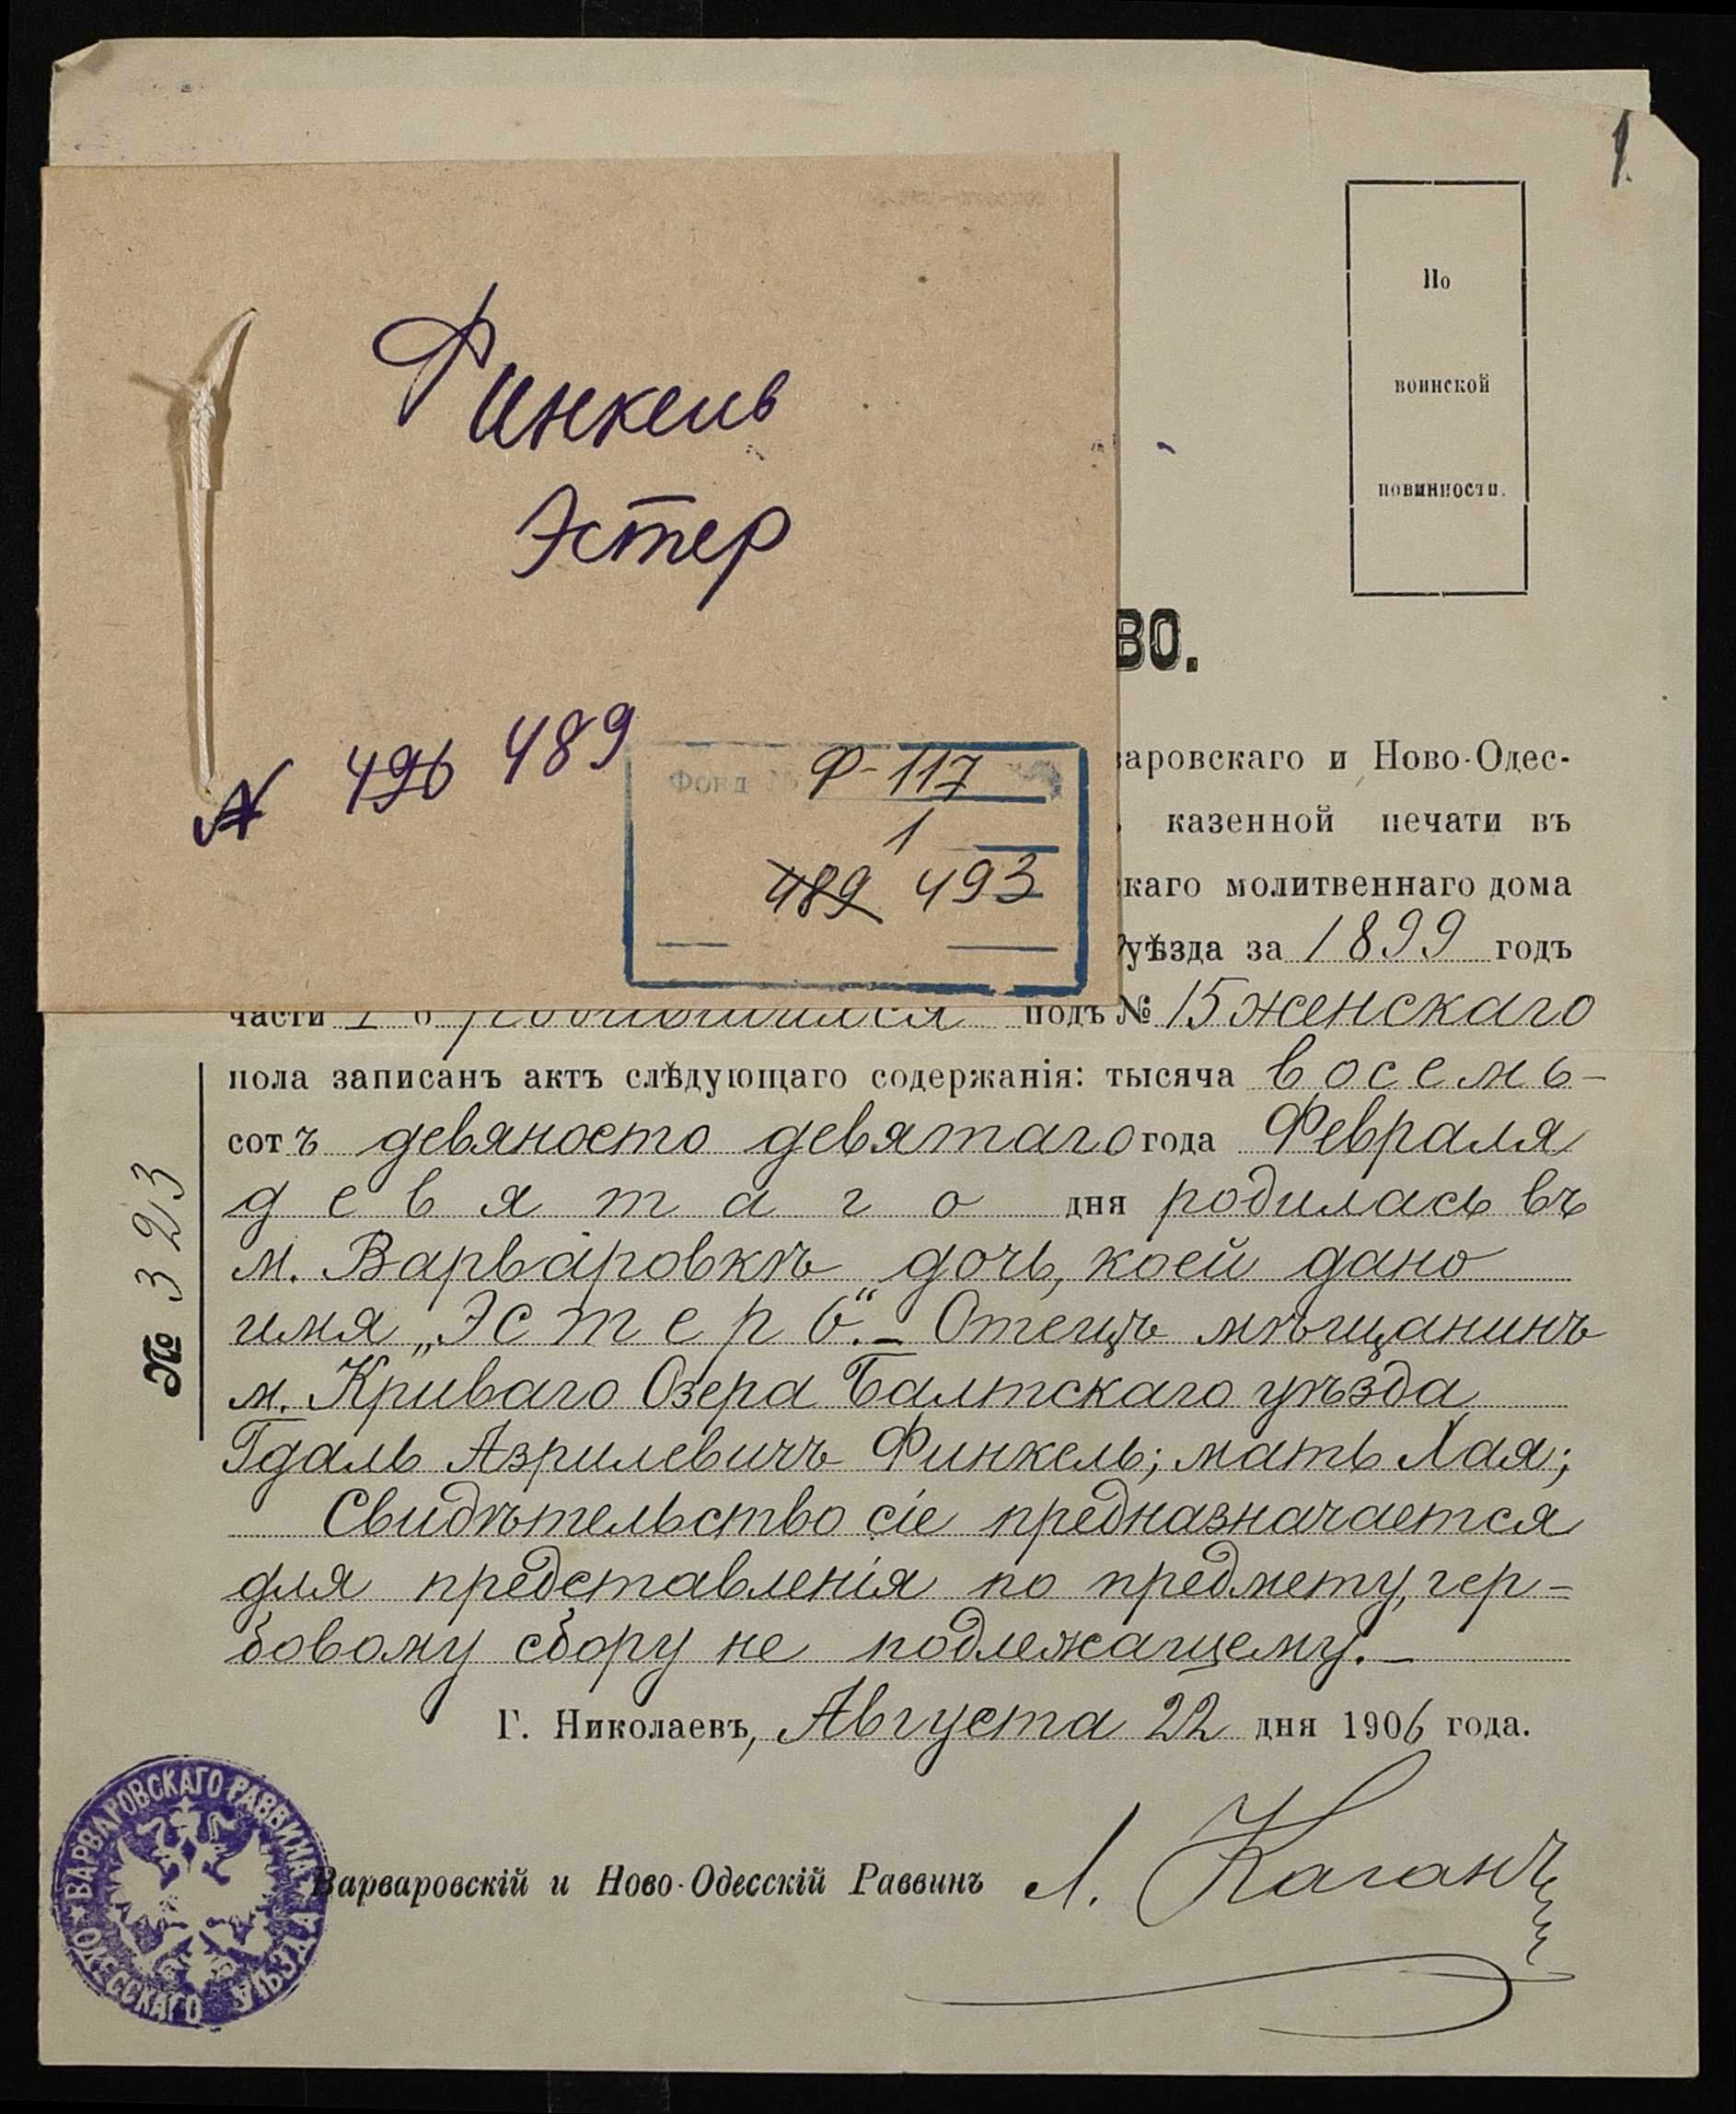 1.
По
воинской
повинности.
Финкель
Эстер
ВО.
№ 496 489
Фонд № Ф-117
1
489 493
варовскаго и Ново-Одес-
казенной печати въ
каго молитвеннаго дома
уѣзда за 1899 годъ
части I о родившихся подъ № 15 женскаго
пола записанъ актъ слѣдующаго содержанія: тысяча восемь-
сотъ девяносто девятаго года Февраля
девятаго дня родилась въ
м. Варваровкѣ дочь, коей дано
имя „Эстерь“. - Отецъ мѣщанинъ
м. Криваго Озера Балтскаго уѣзда
Гдаль Азрилевичъ Финкель; мать Хая;
Свидѣтельство сіе предназначается
для представленія по предмету, гер-
бовому сбору не подлежащему. -
№ 323
Г. Николаевъ, Августа 22 дня 1906 года.
Варваровскій и Ново-Одесскій Раввинъ Л. Каганъ
ВАРВАРОВСКАГО РАВВИНА ОДЕССКАГО УѢЗДА